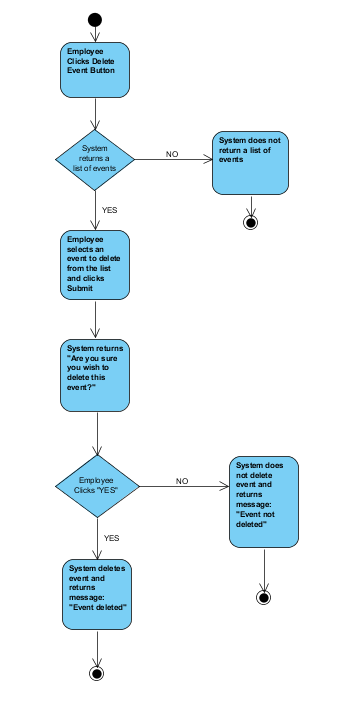 Employee
Clicks Delete
Event Button
System
returns a
list of events
NO
System does not
return a list of
events
YES
Employee
selects an
event to delete
from the list
and clicks
Submit
System returns
"Are you sure
you wish to
delete this
event?"
Employee
Clicks "YES"
NO
System does
not delete
event and
returns
message:
"Event not
deleted"
YES
System deletes
event and
returns
message:
"Event deleted"